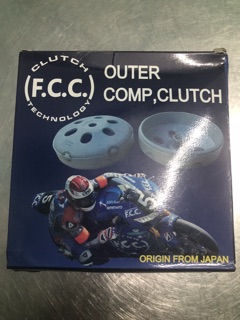 CLUTCH
F.C.C.
TECHNOLOGY
OUTER
COMP,CLUTCH
F.C.C.
ORIGIN FROM JAPAN